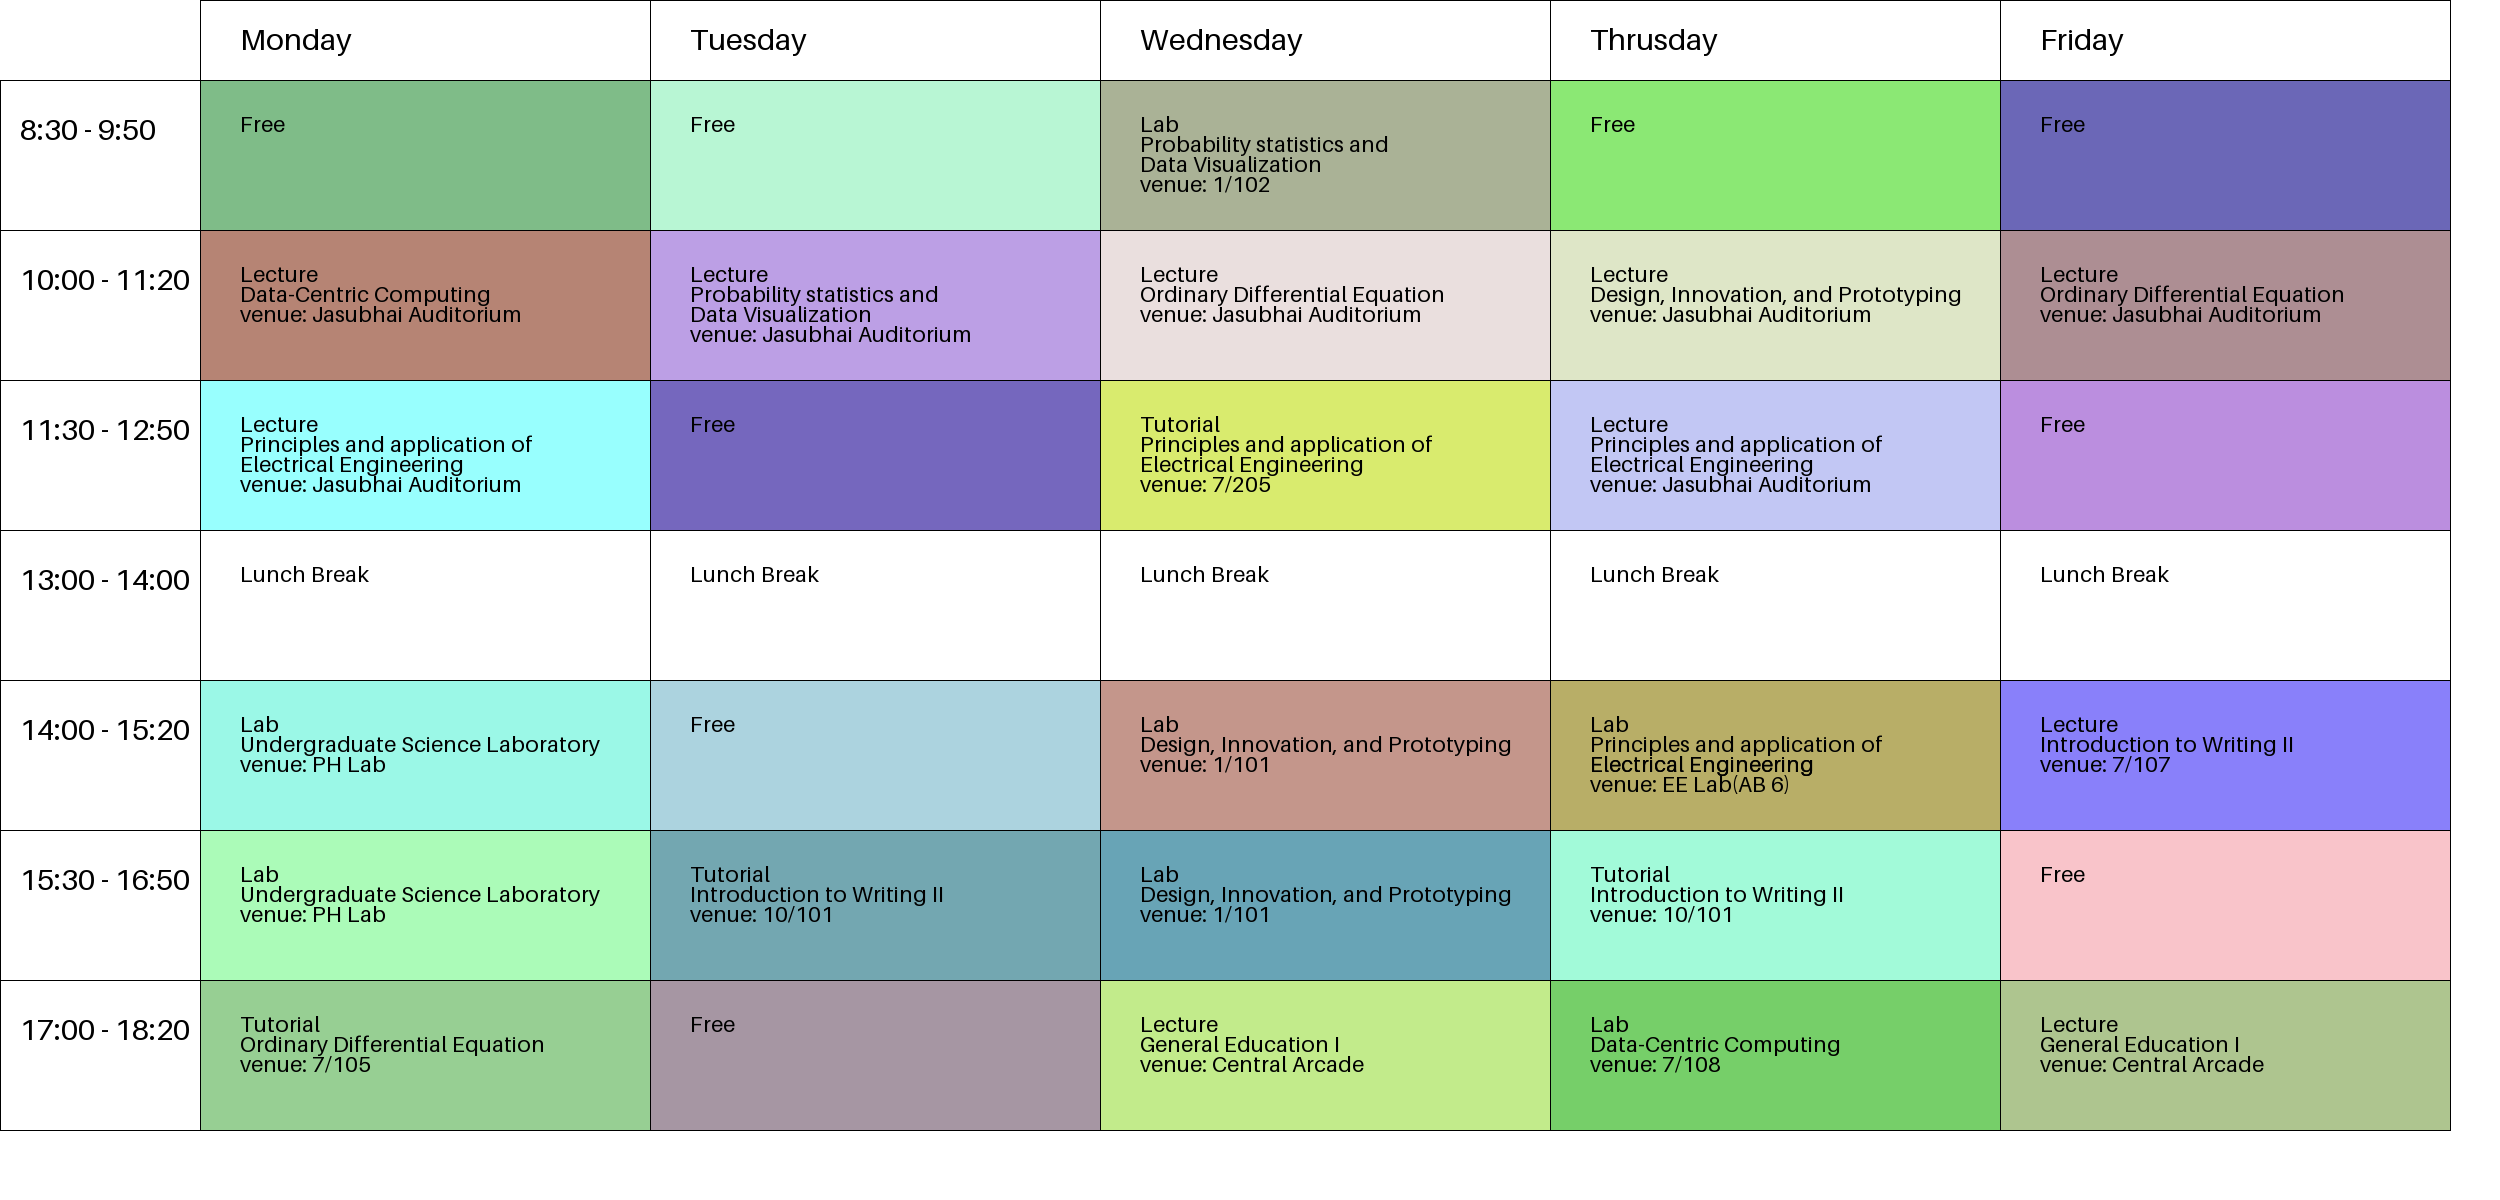 Monday
Tuesday
Wednesday
Thrusday
Friday
8:30 - 9:50
Free
Free
Lab
Probability statistics and
Data Visualization
venue: 1/102
Free
Free
10:00 - 11:20
Lecture
Data-Centric Computing
venue: Jasubhai Auditorium
Lecture
Probability statistics and
Data Visualization
venue: Jasubhai Auditorium
Lecture
Ordinary Differential Equation
venue: Jasubhai Auditorium
Lecture
Design, Innovation, and Prototyping
venue: Jasubhai Auditorium
Lecture
Ordinary Differential Equation
venue: Jasubhai Auditorium
11:30 - 12:50
Lecture
Principles and application of
Electrical Engineering
venue: Jasubhai Auditorium
Free
Tutorial
Principles and application of
Electrical Engineering
venue: 7/205
Lecture
Principles and application of
Electrical Engineering
venue: Jasubhai Auditorium
Free
13:00 - 14:00
Lunch Break
Lunch Break
Lunch Break
Lunch Break
Lunch Break
14:00 - 15:20
Lab
Undergraduate Science Laboratory
venue: PH Lab
Free
Lab
Design, Innovation, and Prototyping
venue: 1/101
Lab
Principles and application of
Electrical Engineering
venue: EE Lab(AB 6)
Lecture
Introduction to Writing II
venue: 7/107
15:30 - 16:50
Lab
Undergraduate Science Laboratory
venue: PH Lab
Tutorial
Introduction to Writing II
venue: 10/101
Lab
Design, Innovation, and Prototyping
venue: 1/101
Tutorial
Introduction to Writing II
venue: 10/101
Free
17:00 - 18:20
Tutorial
Ordinary Differential Equation
venue: 7/105
Free
Lecture
General Education I
venue: Central Arcade
Lab
Data-Centric Computing
venue: 7/108
Lecture
General Education I
venue: Central Arcade